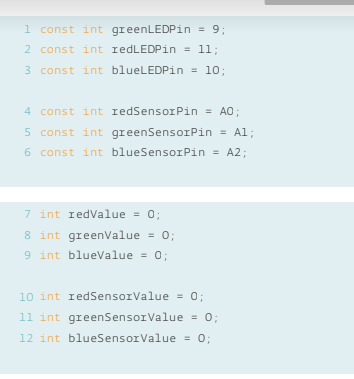 1 const int greenLEDPin = 9;
2 const int redLEDPin = 11;
3 const int blueLEDPin = 10;
4 const int redSensorPin = A0;
5 const int greenSensorPin = A1;
6 const int blueSensorPin = A2;
7 int redValue = 0;
8 int greenValue = 0;
9 int blueValue = 0;
10 int redSensorValue = 0;
11 int greenSensorValue = 0;
12 int blueSensorValue = 0;